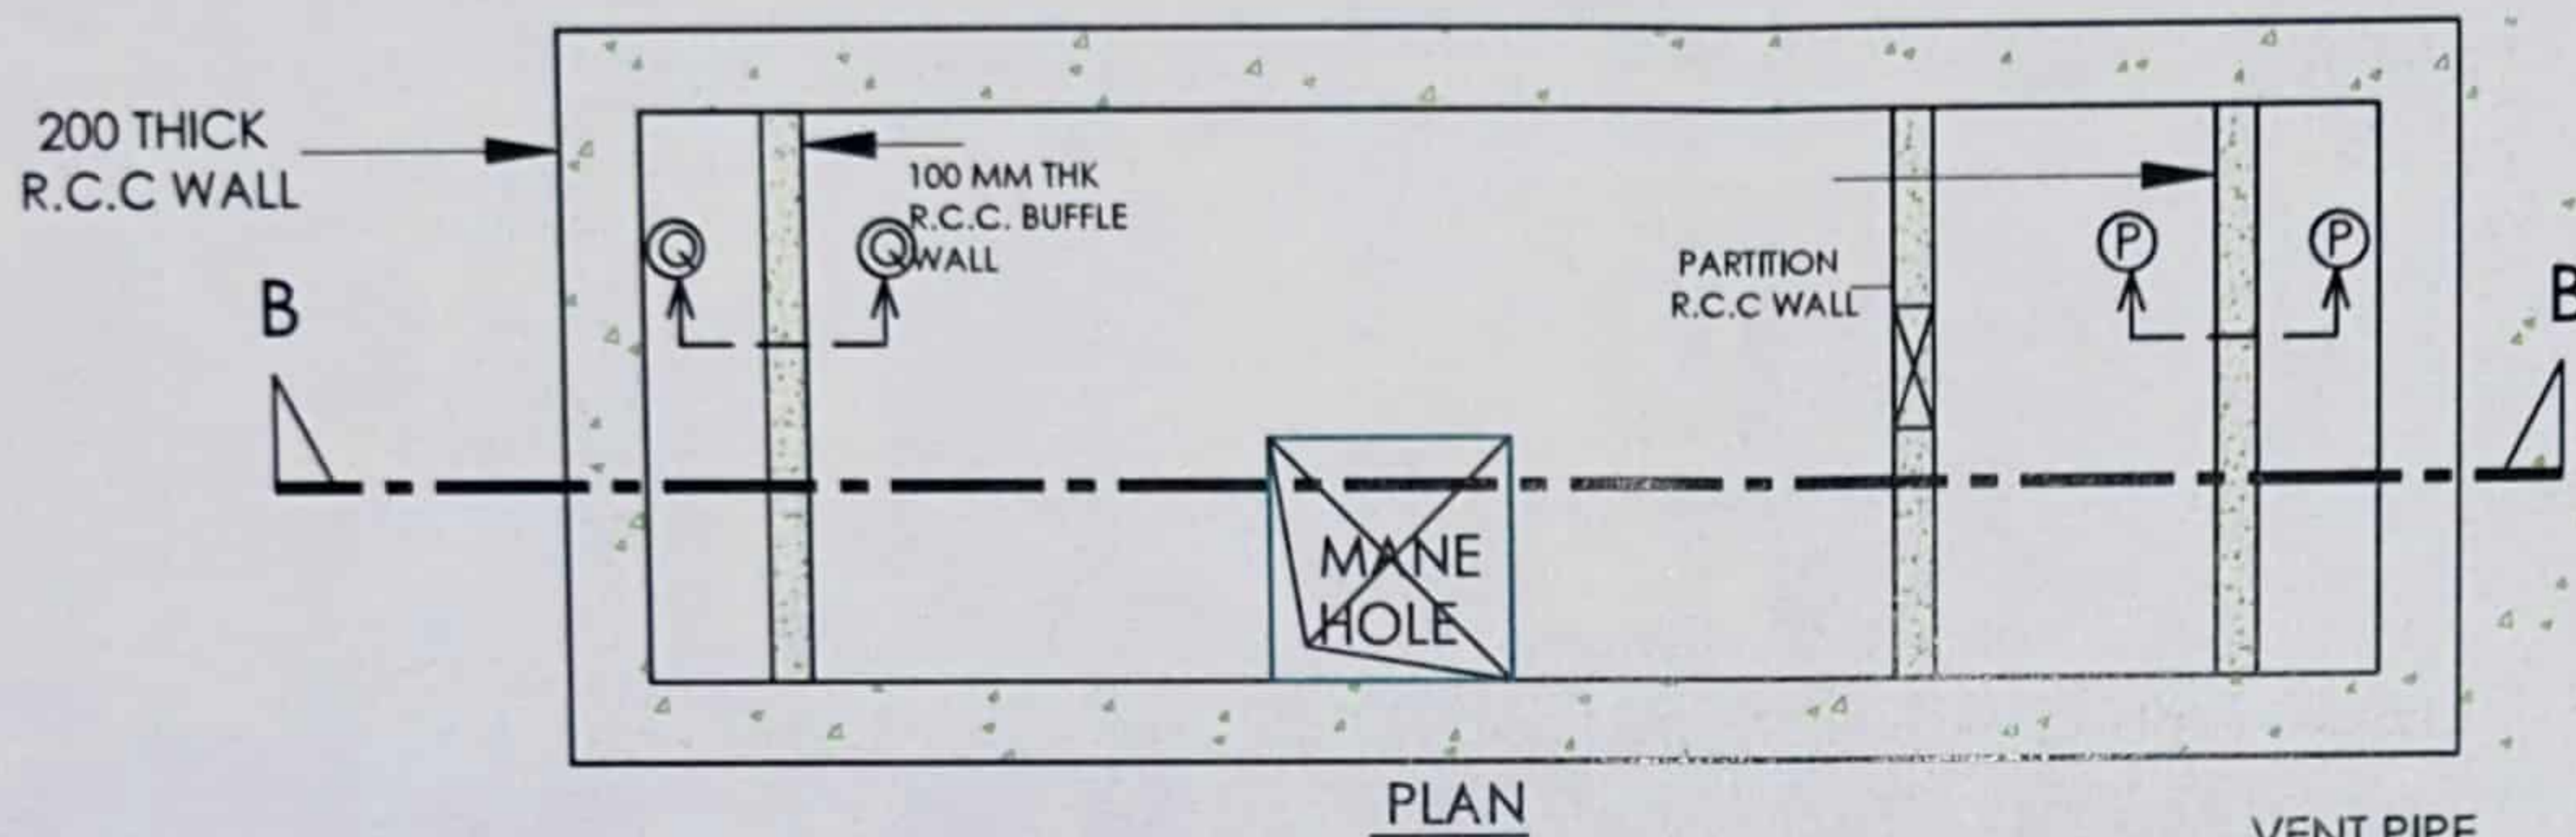 200 THICK
R.C.C WALL
100 MM THK
R.C.C. BUFFLE
WALL
Q
Q
P
P
PARTITION
R.C.C WALL
B
B
MANE
HOLE
PLAN
VENT PIPE